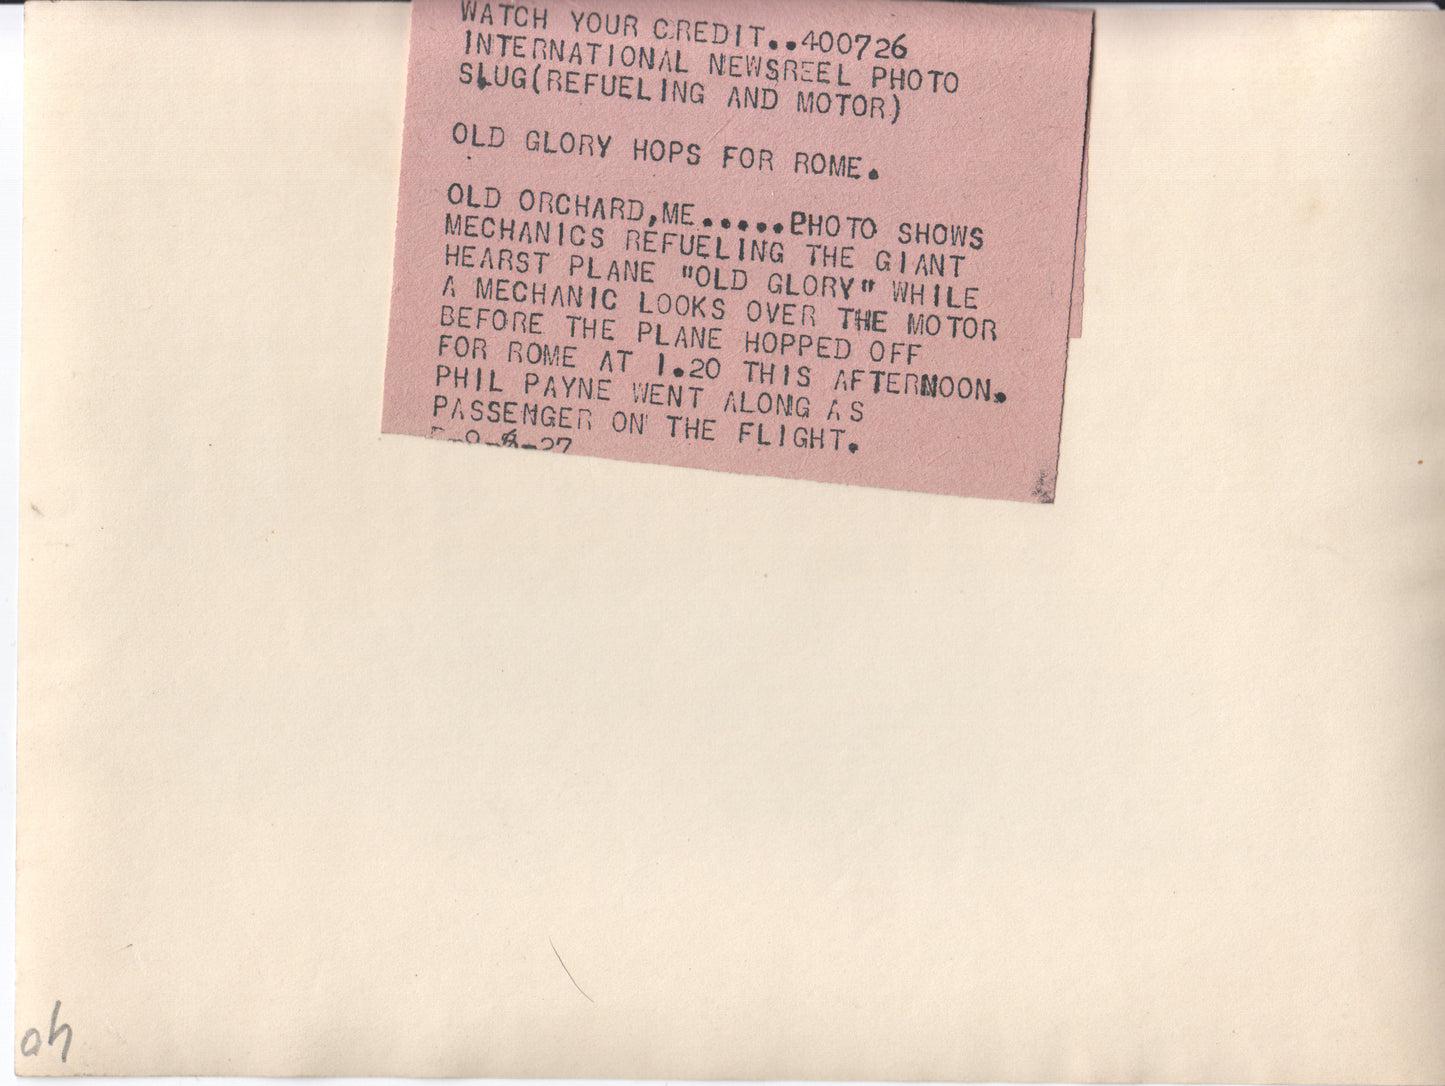 WATCH YOUR CREDIT..400726
INTERNATIONAL NEWSREEL PHOTO
SLUG(REFUELING AND MOTOR)
OLD GLORY HOPS FOR ROME.
OLD ORCHARD,ME.....PHOTO SHOWS
MECHANICS REFUELING THE GIANT
HEARST PLANE "OLD GLORY" WHILE
A MECHANIC LOOKS OVER THE MOTOR
BEFORE THE PLANE HOPPED OFF
FOR ROME AT 1.20 THIS AFTERNOON.
PHIL PAYNE WENT ALONG AS
PASSENGER ON THE FLIGHT.